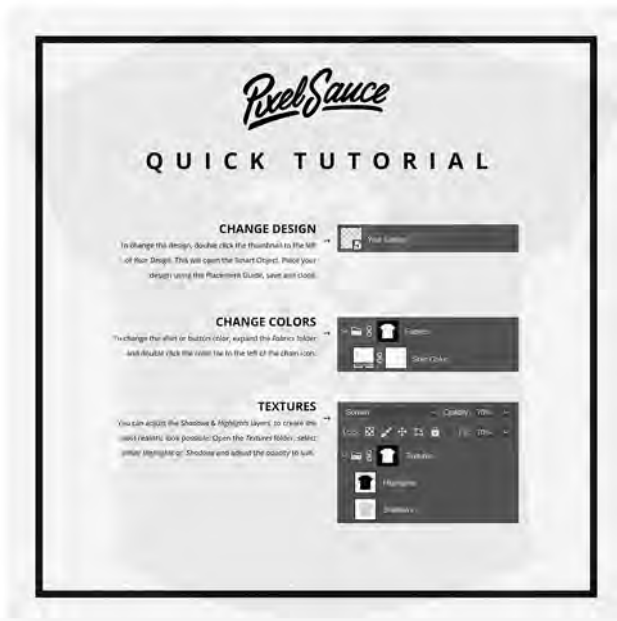 Pixel Sauce
QUICK TUTORIAL
CHANGE DESIGN
To change the design, double click the thumbnail to the left
of Your Design. This will open the Smart Object. Place your
design using the Placement Guide, save and close.
Your Design
CHANGE COLORS
To change the shirt or button color, expand the Fabrics folder
and double click the color tile to the left of the chain icon.
Shirt Color
TEXTURES
You can adjust the Shadows & Highlights layers, to create the
most realistic look possible. Open the Textures folder, select
either Highlights or Shadows and adjust the opacity to suit.
Screen
Opacity: 70%
Lock:
Fill: 70%
Textures
Highlights
Shadows